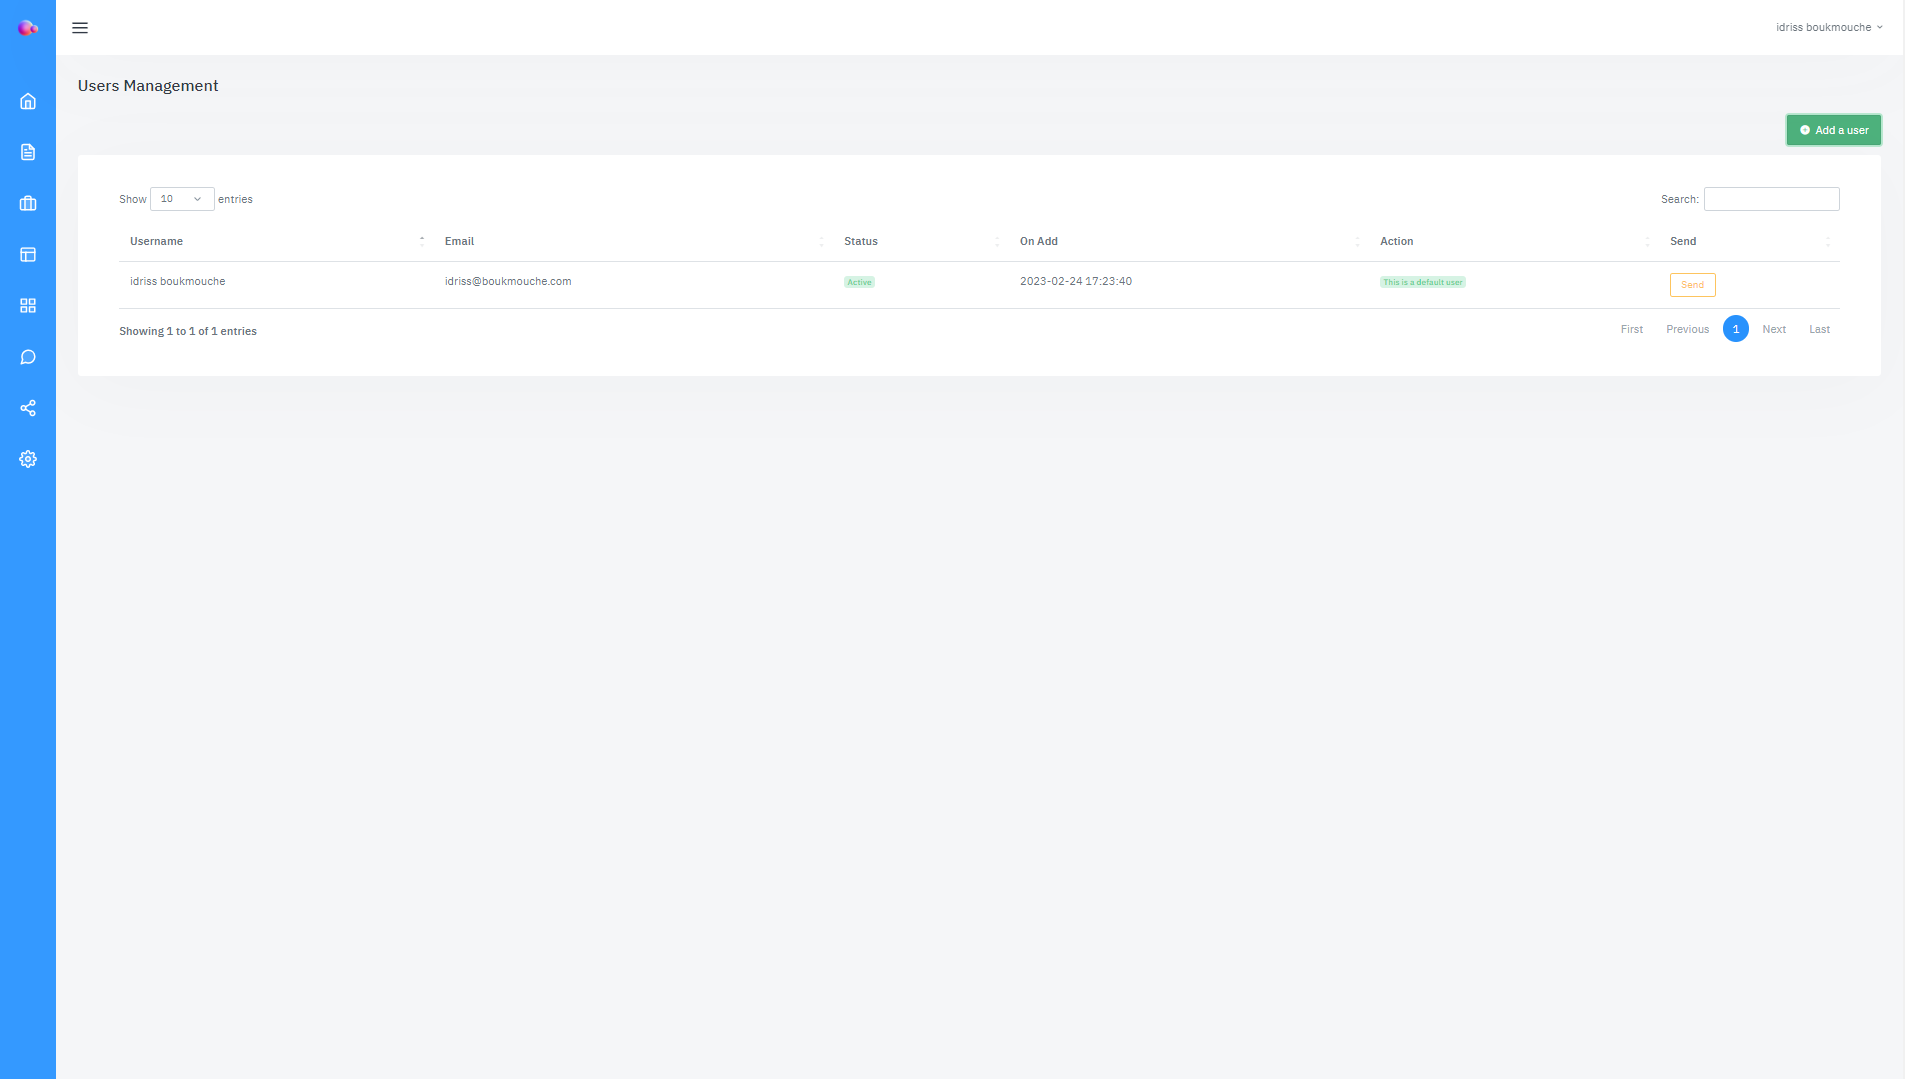 idriss boukmouche
Users Management
Add a user
Show 10 entries
Search:
Username Email Status On Add Action Send
idriss boukmouche idriss@boukmouche.com Active 2023-02-24 17:23:40 This is a default user Send
Showing 1 to 1 of 1 entries
First Previous 1 Next Last